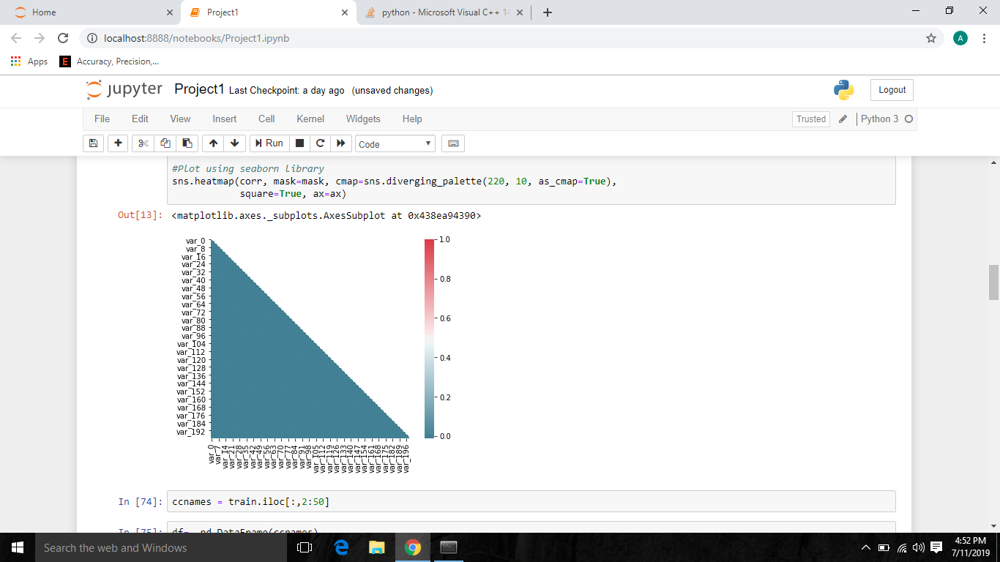 Home
Project1
python - Microsoft Visual C++ 14
localhost:8888/notebooks/Project1.ipynb
A
Apps
E
Accuracy, Precision,...
jupyter
Project1 Last Checkpoint: a day ago (unsaved changes)
Logout
File Edit View Insert Cell Kernel Widgets Help
Trusted
Python 3
Run
Code
#Plot using seaborn library
sns.heatmap(corr, mask=mask, cmap=sns.diverging_palette(220, 10, as_cmap=True),
square=True, ax=ax)
Out[13]: <matplotlib.axes._subplots.AxesSubplot at 0x438ea94390>
var_0
var_8
var_16
var_24
var_32
var_40
var_48
var_56
var_64
var_72
var_80
var_88
var_96
var_104
var_112
var_120
var_128
var_136
var_144
var_152
var_160
var_168
var_176
var_184
var_192
var_0
var_7
var_14
var_21
var_28
var_35
var_42
var_49
var_56
var_63
var_70
var_77
var_84
var_91
var_98
var_105
var_112
var_119
var_126
var_133
var_140
var_147
var_154
var_161
var_168
var_175
var_182
var_189
var_196
1.0
0.8
0.6
0.4
0.2
0.0
In [74]: ccnames = train.iloc[:,2:50]
In [75]: df= pd.DataFrame(ccnames)
Search the web and Windows
4:52 PM
7/11/2019